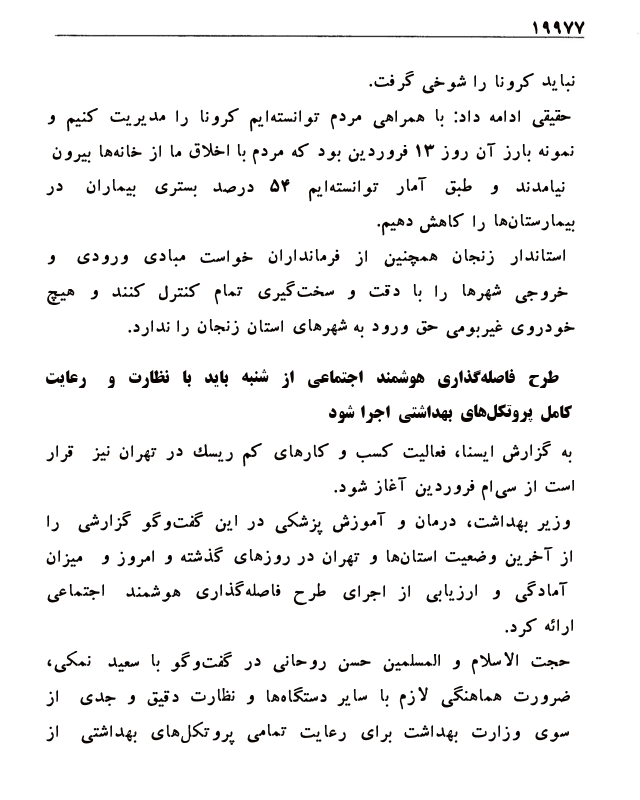 ۱۹۹۷۷
نباید کرونا را شوخی گرفت.
حقیقی ادامه داد: با همراهی مردم توانسته‌ایم کرونا را مدیریت کنیم و
نمونه بارز آن روز ۱۳ فروردین بود که مردم با اخلاق ما از خانه‌ها بیرون
نیامدند و طبق آمار توانسته‌ایم ۵۴ درصد بستری بیماران در
بیمارستان‌ها را کاهش دهیم.
استاندار زنجان همچنین از فرمانداران خواست مبادی ورودی و
خروجی شهرها را با دقت و سخت‌گیری تمام کنترل کنند و هیچ
خودروی غیربومی حق ورود به شهرهای استان زنجان را ندارد.
طرح فاصله‌گذاری هوشمند اجتماعی از شنبه باید با نظارت و رعایت
کامل پروتکل‌های بهداشتی اجرا شود
به گزارش ایسنا، فعالیت کسب و کارهای کم ریسك در تهران نیز قرار
است از سی‌ام فروردین آغاز شود.
وزیر بهداشت، درمان و آموزش پزشکی در این گفت‌وگو گزارشی را
از آخرین وضعیت استان‌ها و تهران در روزهای گذشته و امروز و میزان
آمادگی و ارزیابی از اجرای طرح فاصله‌گذاری هوشمند اجتماعی
ارائه کرد.
حجت الاسلام و المسلمین حسن روحانی در گفت‌وگو با سعید نمکی،
ضرورت هماهنگی لازم با سایر دستگاه‌ها و نظارت دقیق و جدی از
سوی وزارت بهداشت برای رعایت تمامی پروتکل‌های بهداشتی از